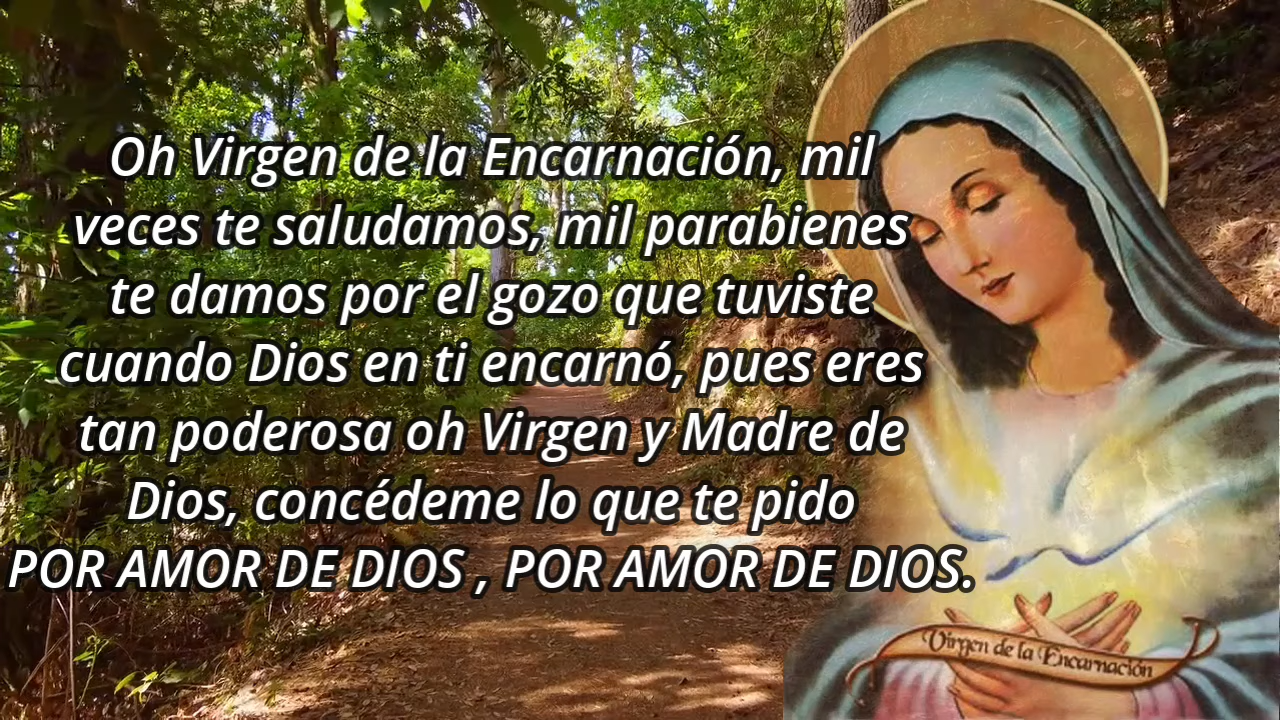 Oh Virgen de la Encarnación, mil
veces te saludamos, mil parabienes
te damos por el gozo que tuviste
cuando Dios en ti encarnó, pues eres
tan poderosa oh Virgen y Madre de
Dios, concédeme lo que te pido
POR AMOR DE DIOS , POR AMOR DE DIOS.
Virgen de la Encarnación